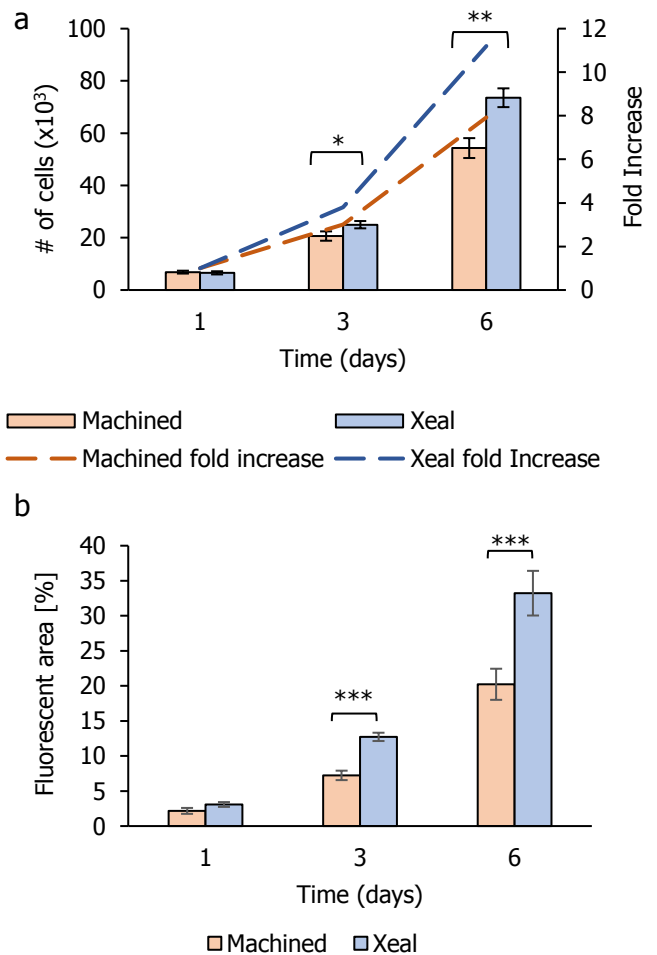 a
# of cells (x10³)
100
80
60
40
20
0
*
**
12
10
8
6
4
2
0
Fold Increase
1 3 6
Time (days)
Machined Xeal
Machined fold increase Xeal fold Increase
b
Fluorescent area [%]
40
35
30
25
20
15
10
5
0
***
***
1 3 6
Time (days)
Machined Xeal